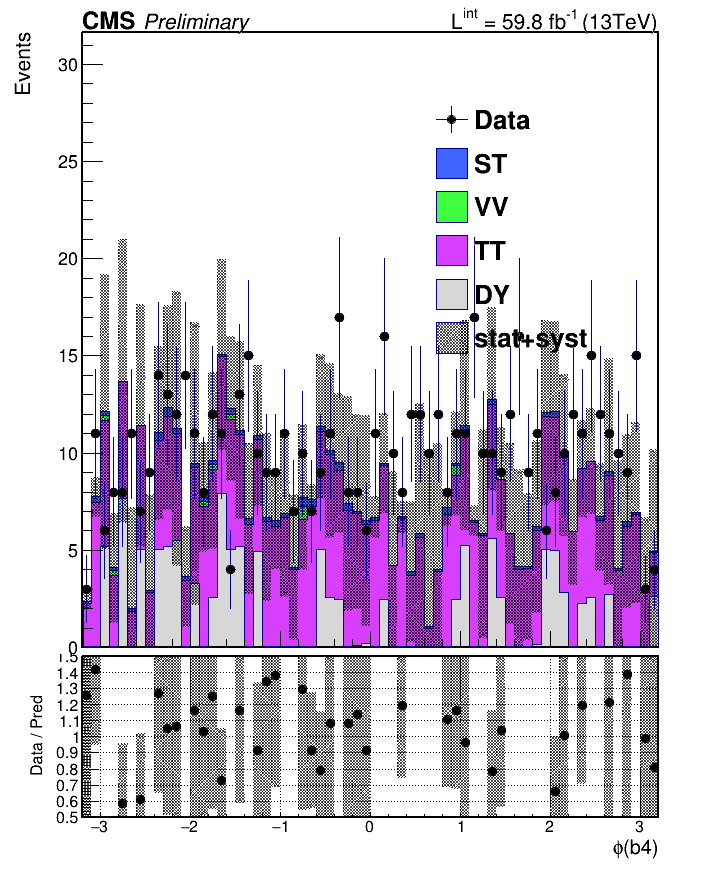 CMS Preliminary
L^int = 59.8 fb^-1 (13TeV)
Events
30
25
20
15
10
5
0
Data
ST
VV
TT
DY
stat+syst
Data / Pred
1.5
1.4
1.3
1.2
1.1
1
0.9
0.8
0.7
0.6
0.5
−3 −2 −1 0 1 2 3
ϕ(b4)